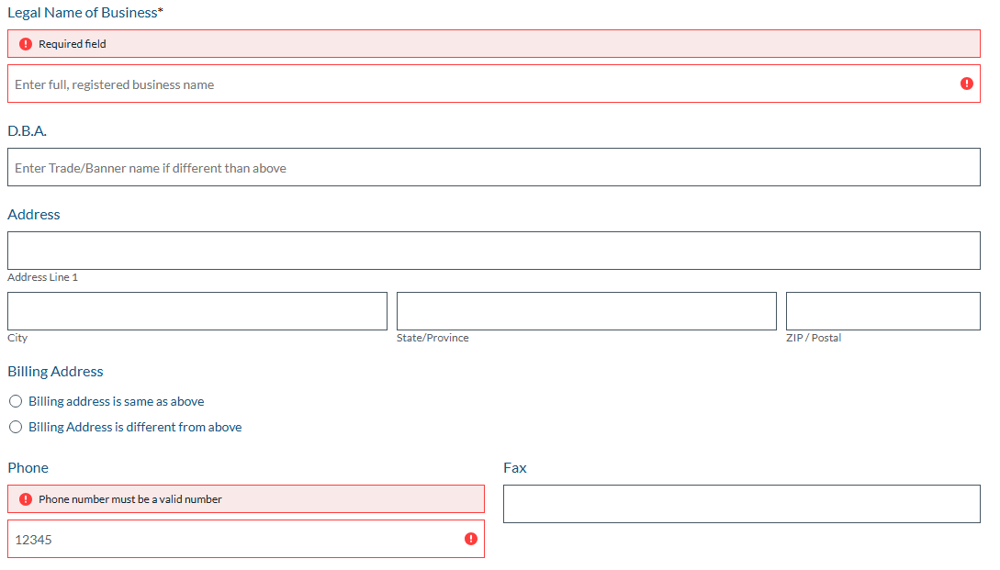 Legal Name of Business*
Required field
Enter full, registered business name
D.B.A.
Enter Trade/Banner name if different than above
Address
Address Line 1
City State/Province ZIP / Postal
Billing Address
Billing address is same as above
Billing Address is different from above
Phone Fax
Phone number must be a valid number
12345